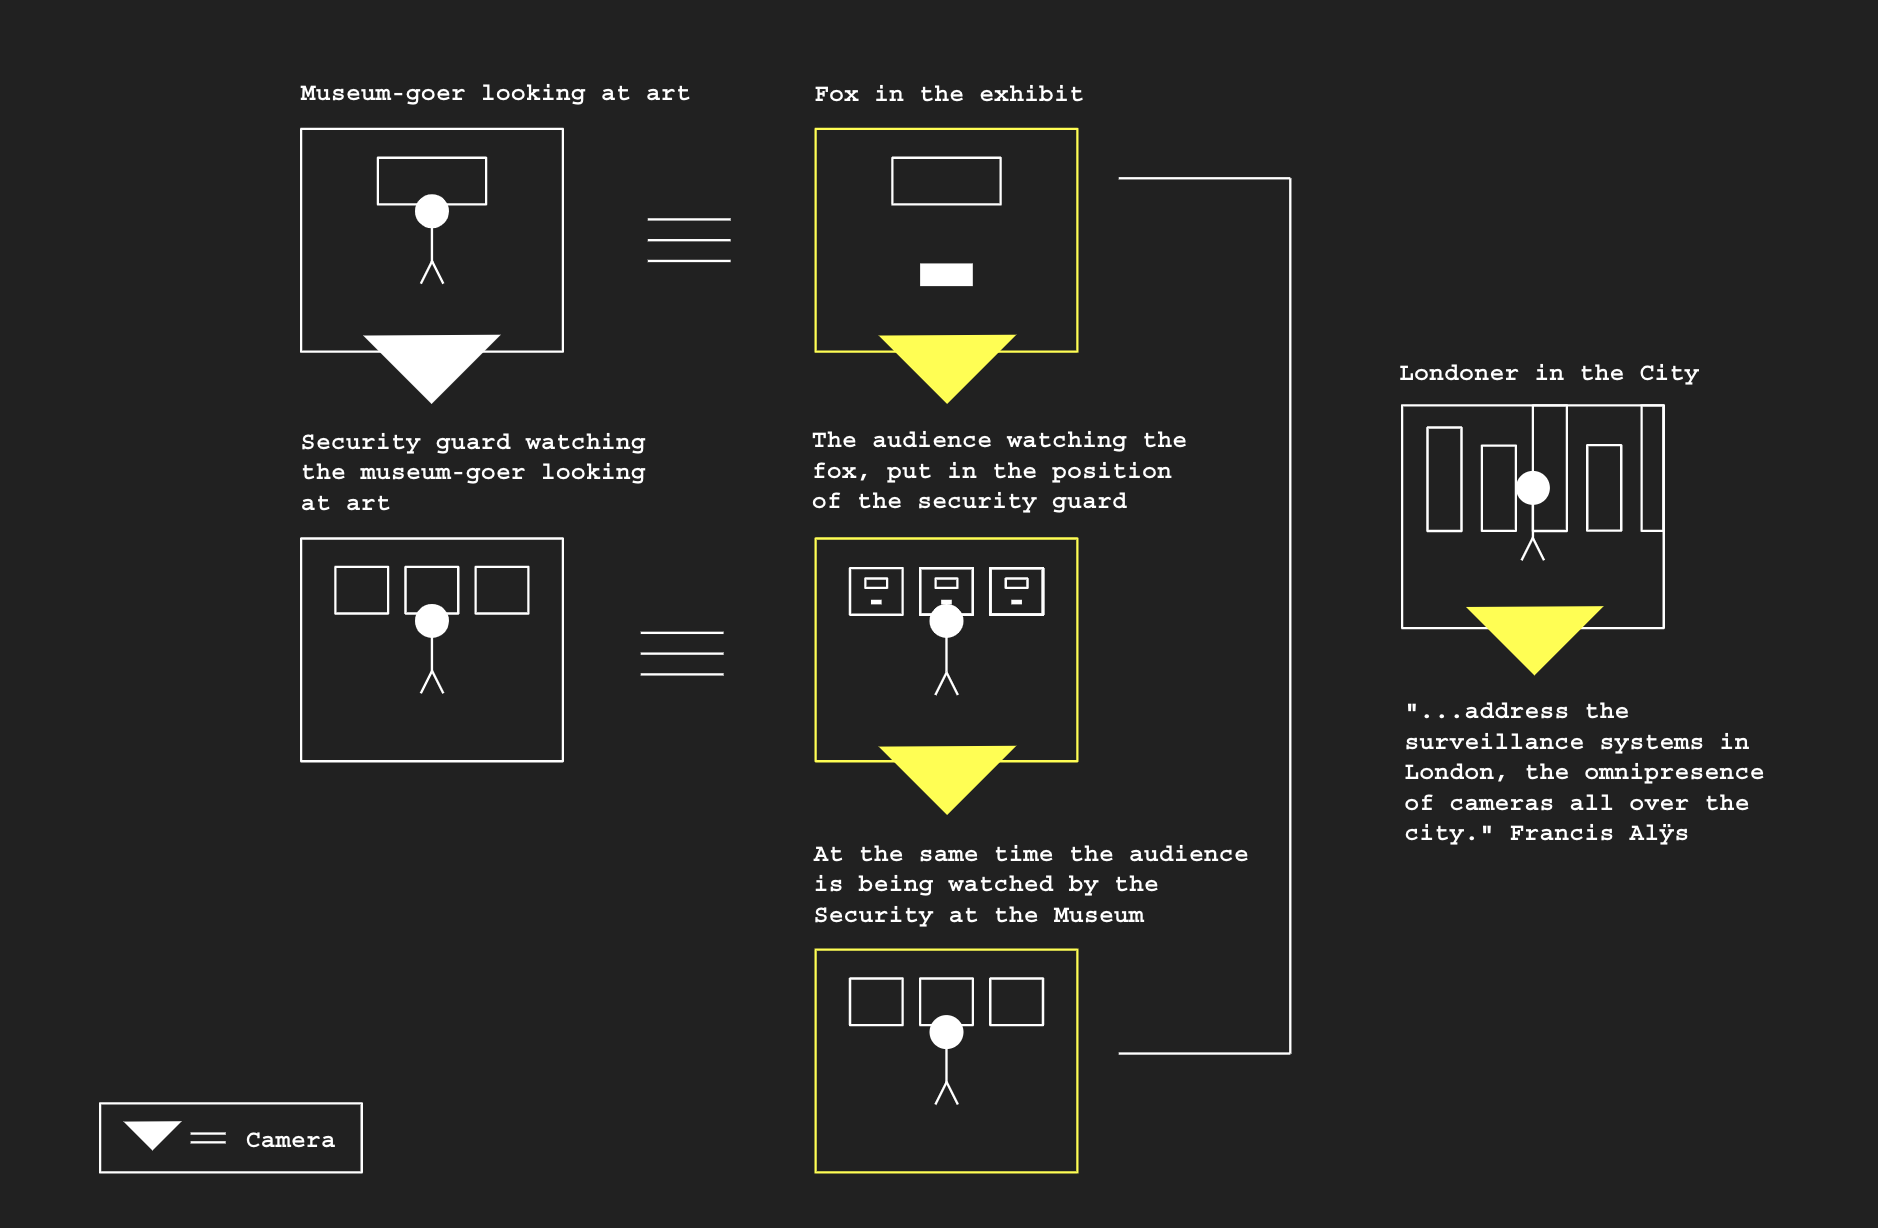 Museum-goer looking at art
Fox in the exhibit
Security guard watching
the museum-goer looking
at art
The audience watching the
fox, put in the position
of the security guard
At the same time the audience
is being watched by the
Security at the Museum
Londoner in the City
"...address the
surveillance systems in
London, the omnipresence
of cameras all over the
city." Francis Alÿs
Camera